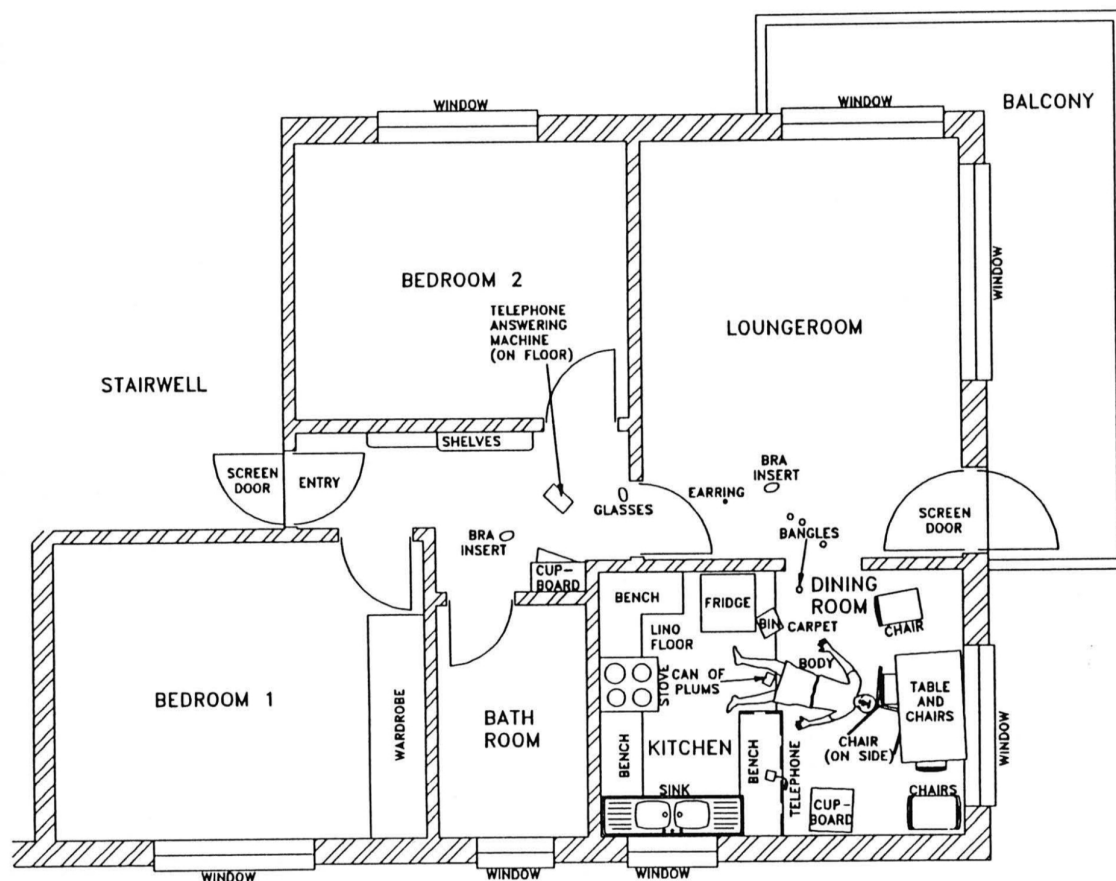 WINDOW
WINDOW
BALCONY
BEDROOM 2
TELEPHONE
ANSWERING
MACHINE
(ON FLOOR)
LOUNGEROOM
WINDOW
STAIRWELL
SHELVES
SCREEN
DOOR
ENTRY
BRA
INSERT
EARRING
GLASSES
SCREEN
DOOR
BANGLES
BRA
INSERT
CUP-
BOARD
BENCH
FRIDGE
DINING
ROOM
BIN
CARPET
CHAIR
LINO
FLOOR
BODY
STOVE
CAN OF
PLUMS
TABLE
AND
CHAIRS
BEDROOM 1
WARDROBE
BATH
ROOM
KITCHEN
BENCH
BENCH
TELEPHONE
CHAIR
(ON SIDE)
WINDOW
SINK
CUP-
BOARD
CHAIRS
WINDOW
WINDOW
WINDOW